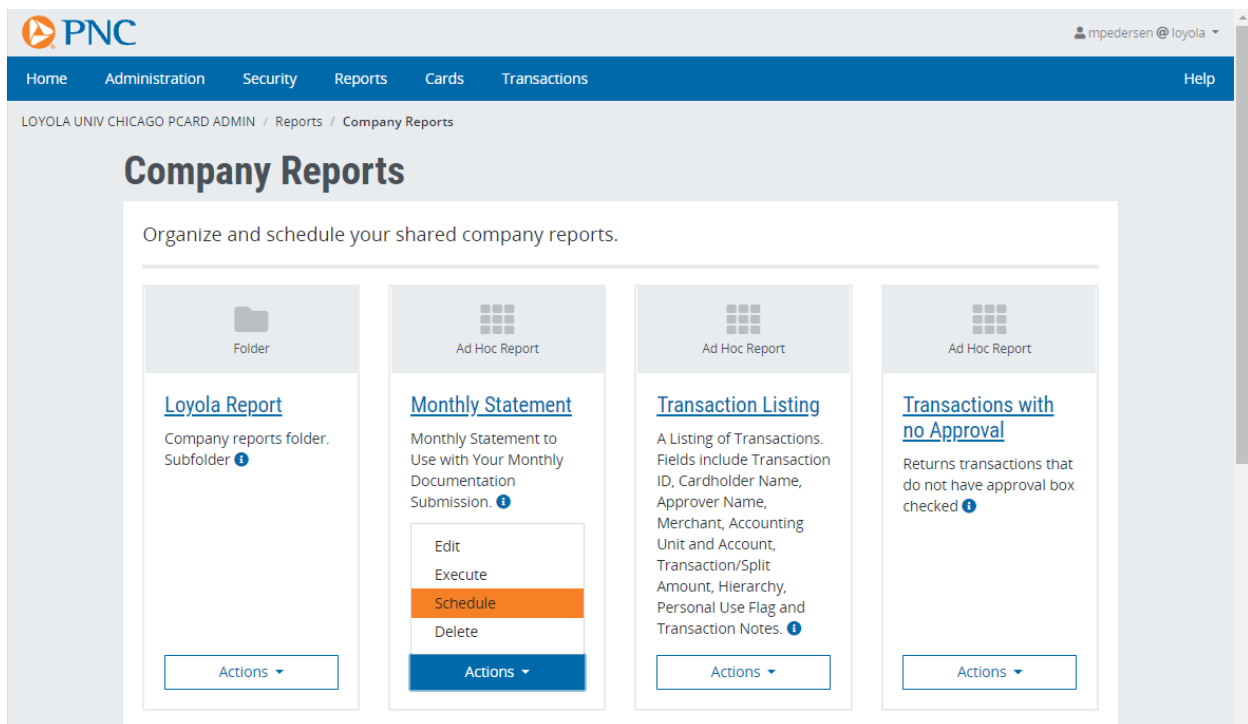 PNC
mpedersen @ loyola
Home Administration Security Reports Cards Transactions Help
LOYOLA UNIV CHICAGO PCARD ADMIN / Reports / Company Reports
Company Reports
Organize and schedule your shared company reports.
Folder
Loyola Report
Company reports folder.
Subfolder
Actions
Ad Hoc Report
Monthly Statement
Monthly Statement to
Use with Your Monthly
Documentation
Submission.
Edit
Execute
Schedule
Delete
Actions
Ad Hoc Report
Transaction Listing
A Listing of Transactions.
Fields include Transaction
ID, Cardholder Name,
Approver Name,
Merchant, Accounting
Unit and Account,
Transaction/Split
Amount, Hierarchy,
Personal Use Flag and
Transaction Notes.
Actions
Ad Hoc Report
Transactions with
no Approval
Returns transactions that
do not have approval box
checked
Actions